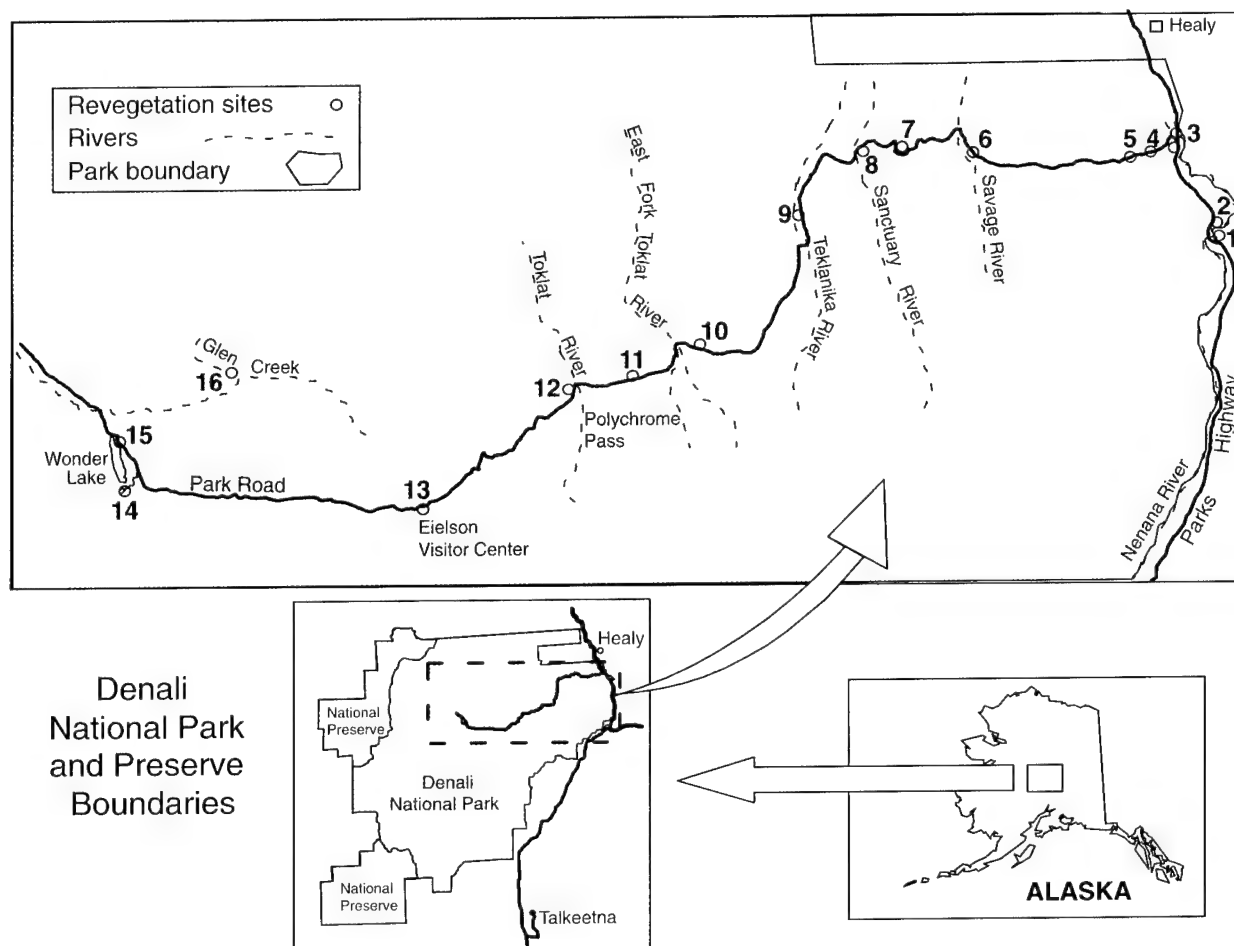 Healy
Revegetation sites
Rivers
Park boundary
3
4
5
6
7
8
9
2
1
East Fork Toklat River
Toklat River
Teklanika River
Sanctuary River
Savage River
10
11
12
Polychrome
Pass
Glen Creek
16
15
Wonder
Lake
14
Park Road
13
Eielson
Visitor Center
Nenana River
Parks Highway
Denali
National Park
and Preserve
Boundaries
Healy
National
Preserve
Denali
National Park
National
Preserve
Talkeetna
ALASKA